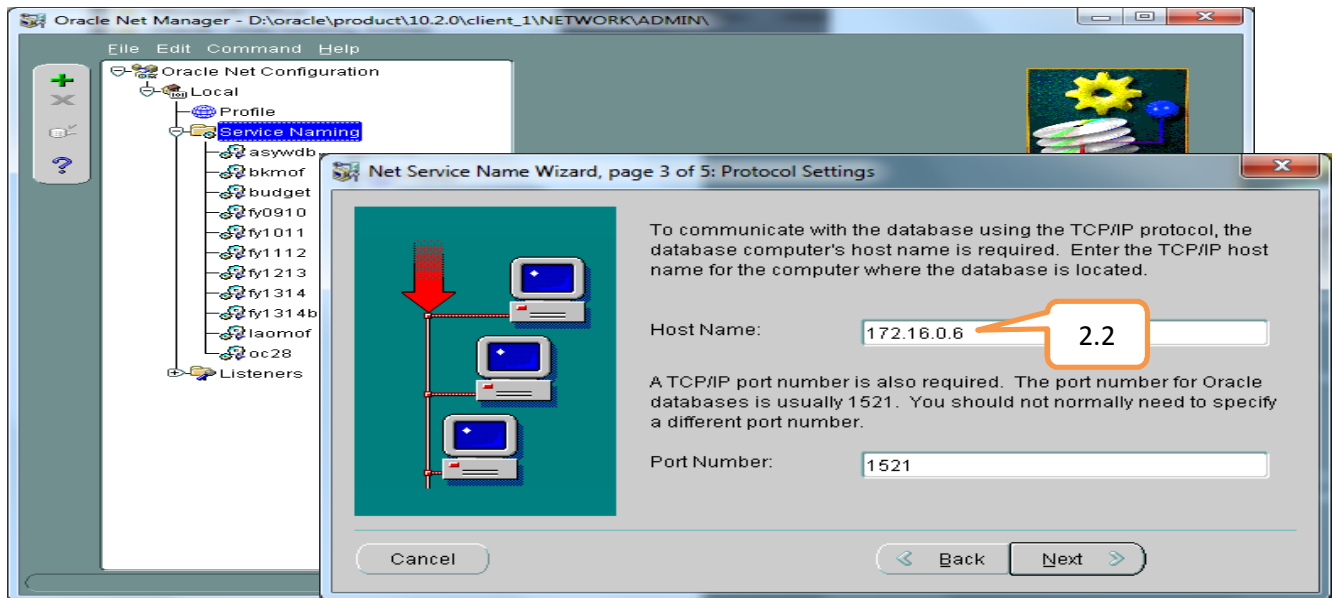 Oracle Net Manager - D:\oracle\product\10.2.0\client_1\NETWORK\ADMIN\
File Edit Command Help
Oracle Net Configuration
Local
Profile
Service Naming
asywdb
bkmof
budget
fy0910
fy1011
fy1112
fy1213
fy1314
fy1314b
laomof
oc28
Listeners
Net Service Name Wizard, page 3 of 5: Protocol Settings
To communicate with the database using the TCP/IP protocol, the
database computer's host name is required. Enter the TCP/IP host
name for the computer where the database is located.
Host Name: 172.16.0.6
2.2
A TCP/IP port number is also required. The port number for Oracle
databases is usually 1521. You should not normally need to specify
a different port number.
Port Number: 1521
Cancel Back Next